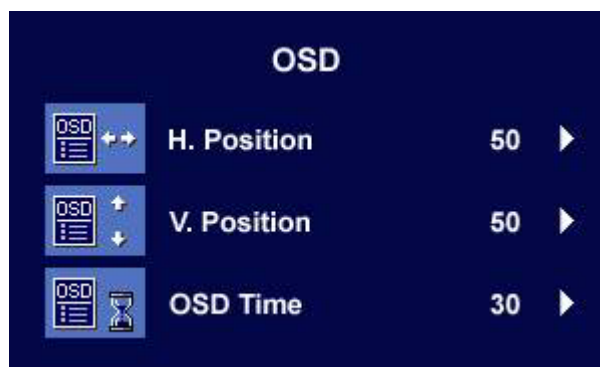 OSD
OSD H. Position 50
OSD V. Position 50
OSD OSD Time 30